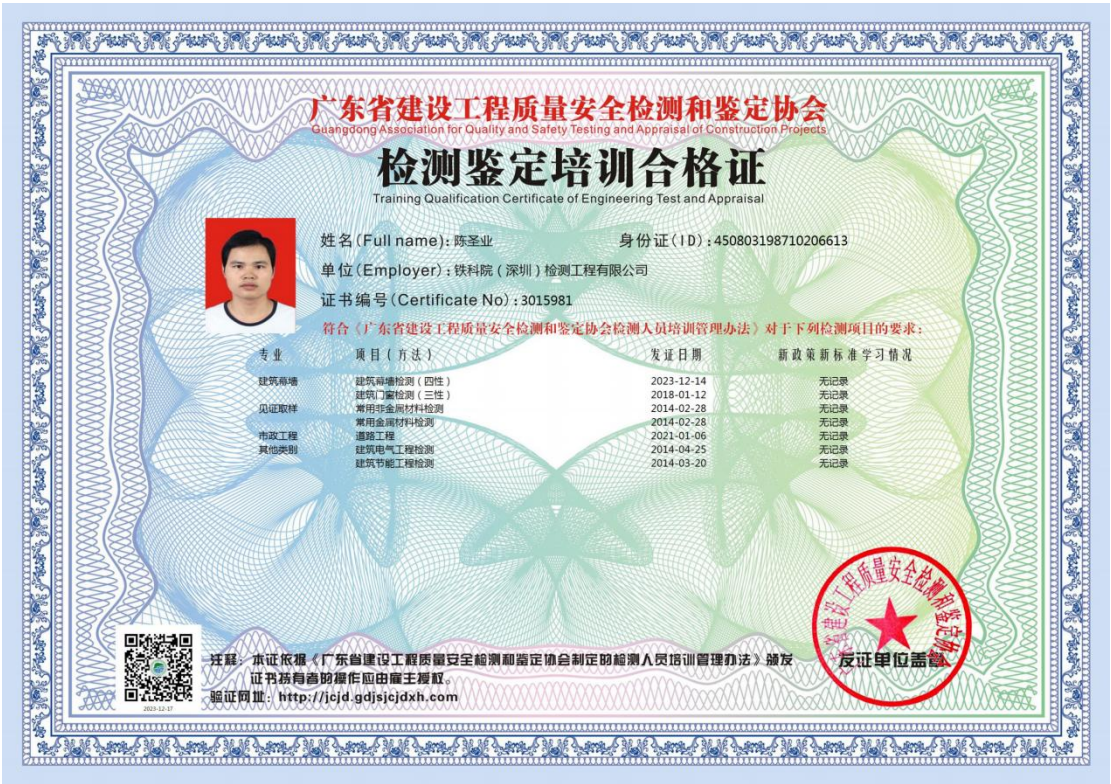 广东省建设工程质量安全检测和鉴定协会
Guangdong Association for Quality and Safety Testing and Appraisal of Construction Projects
检测鉴定培训合格证
Training Qualification Certificate of Engineering Test and Appraisal
姓名(Full name): 陈圣业 身份证(ID): 450803198710206613
单位(Employer): 铁科院（深圳）检测工程有限公司
证书编号(Certificate No): 3015981
符合《广东省建设工程质量安全检测和鉴定协会检测人员培训管理办法》对于下列检测项目的要求：
专业 项目(方法) 发证日期 新政策新标准学习情况
建筑幕墙 建筑幕墙检测（四性） 2023-12-14 无记录
建筑门窗检测（三性） 2018-01-12 无记录
见证取样 常用非金属材料检测 2014-02-28 无记录
常用金属材料检测 2014-02-28 无记录
市政工程 道路工程 2021-01-06 无记录
其他类别 建筑电气工程检测 2014-04-25 无记录
建筑节能工程检测 2014-03-20 无记录
广东省建设工程质量安全检测和鉴定协会
发证单位盖章
注释：本证依据《广东省建设工程质量安全检测和鉴定协会制定的检测人员培训管理办法》颁发
证书持有者的操作应由雇主授权。
验证网址：http://jcjd.gdjsjcjdxh.com
2023-12-17